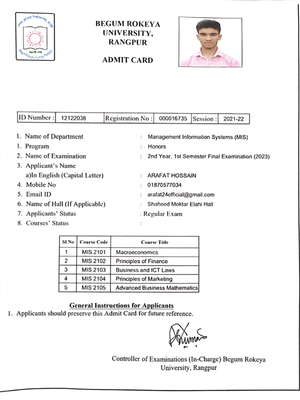 BEGUM ROKEYA
UNIVERSITY,
RANGPUR
ADMIT CARD
ID Number : 12122038 Registration No : 000016735 Session : 2021-22
1. Name of Department : Management Information Systems (MIS)
1. Program : Honors
2. Name of Examination : 2nd Year, 1st Semester Final Examination (2023)
3. Applicant's Name
a)In English (Capital Letter) : ARAFAT HOSSAIN
4. Mobile No : 01870577034
5. Email ID : arafat24official@gmail.com
6. Name of Hall (If Applicable) : Shaheed Moktar Elahi Hall
7. Applicants' Status : Regular Exam
8. Courses' Status :
Sl No Course Code Course Title
1 MIS 2101 Macroeconomics
2 MIS 2102 Principles of Finance
3 MIS 2103 Business and ICT Laws
4 MIS 2104 Principles of Marketing
5 MIS 2105 Advanced Business Mathematics
General Instructions for Applicants
1. Applicants should preserve this Admit Card for future reference.
Controller of Examinations (In-Charge) Begum Rokeya
University, Rangpur